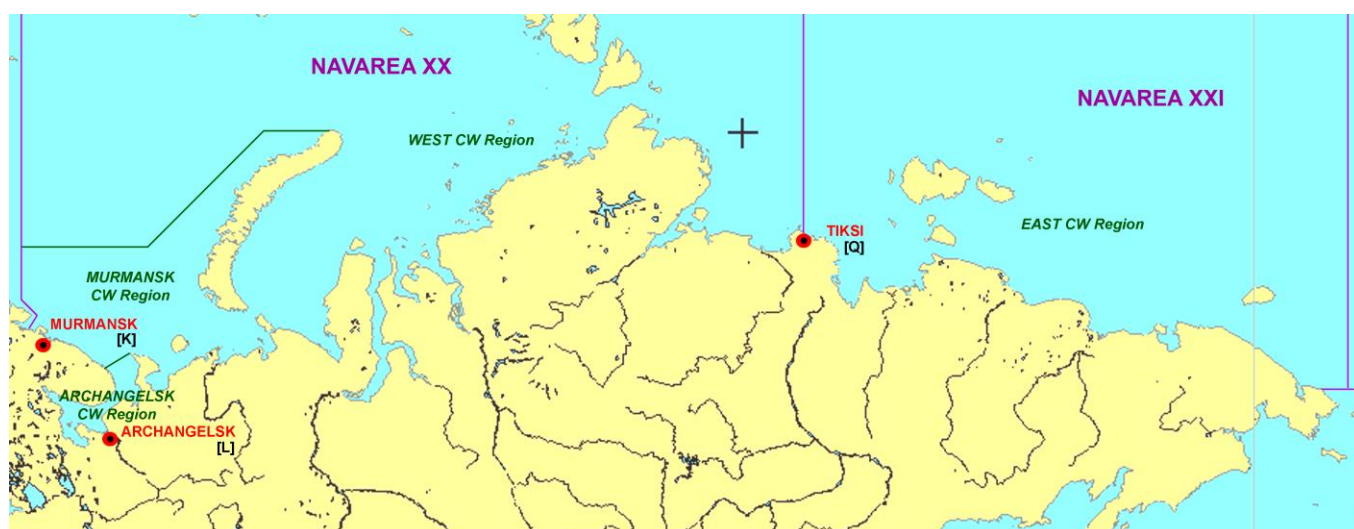 NAVAREA XX
NAVAREA XXI
WEST CW Region
EAST CW Region
TIKSI
[Q]
MURMANSK
CW Region
MURMANSK
[K]
ARCHANGELSK
CW Region
ARCHANGELSK
[L]